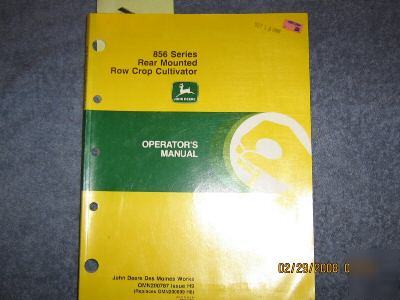 856 Series
Rear Mounted
Row Crop Cultivator
JOHN DEERE
OPERATOR'S
MANUAL
John Deere Des Moines Works
OMN200787 Issue H9
02/29/2008